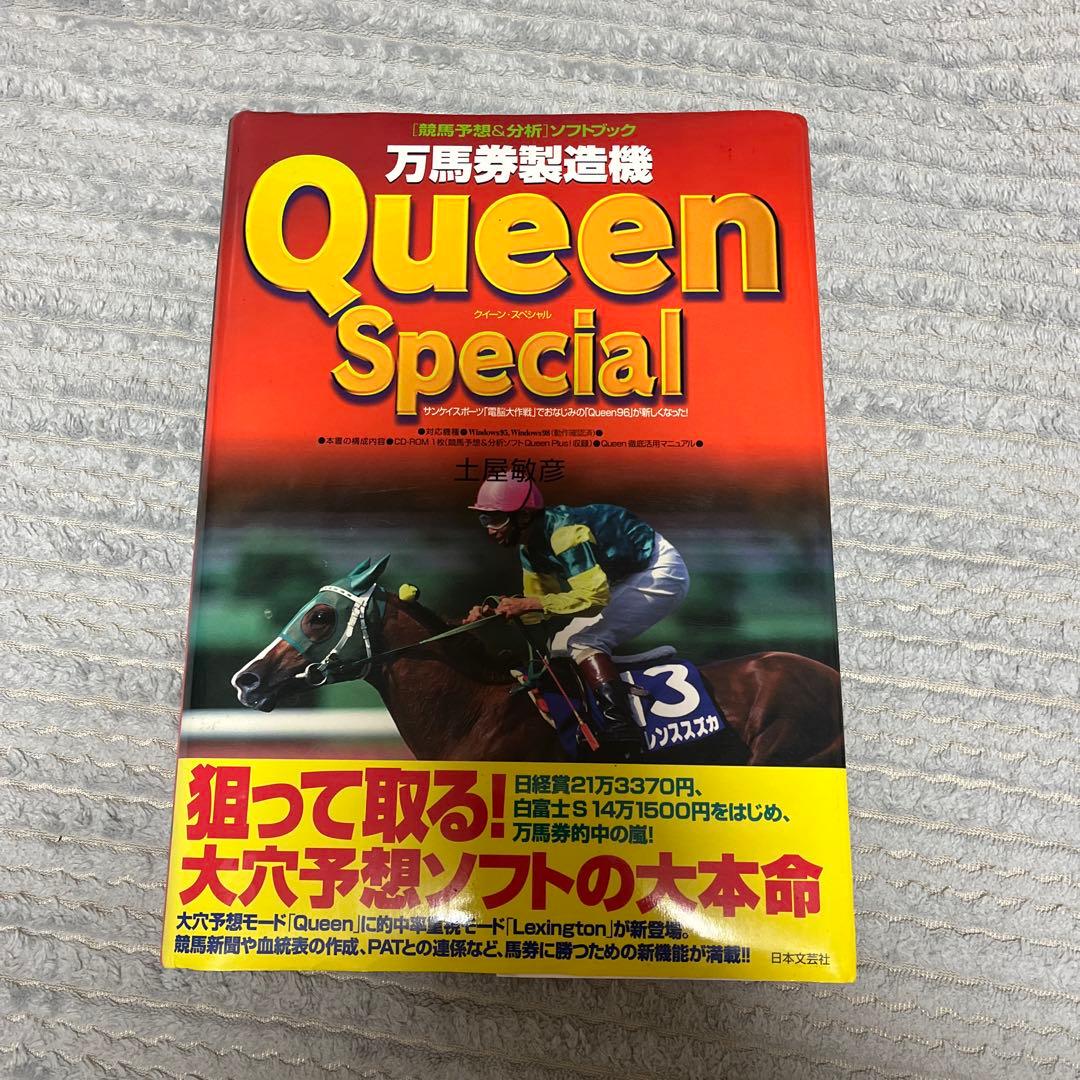 ［競馬予想＆分析］ソフトブック
万馬券製造機
Queen
クイーン・スペシャル
Special
サンケイスポーツ「電脳大作戦」でおなじみの「Queen96」が新しくなった！
●対応機種●Windows95, Windows98（動作確認済）●
●本書の構成内容●CD-ROM 1枚（競馬予想＆分析ソフトQueen Plus！収録）●Queen徹底活用マニュアル●
土屋敏彦
13
レンススズカ
狙って取る！
日経賞21万3370円、
白富士S 14万1500円をはじめ、
万馬券的中の嵐！
大穴予想ソフトの大本命
大穴予想モード「Queen」に的中率重視モード「Lexington」が新登場。
競馬新聞や血統表の作成、PATとの連係など、馬券に勝つための新機能が満載!!
日本文芸社